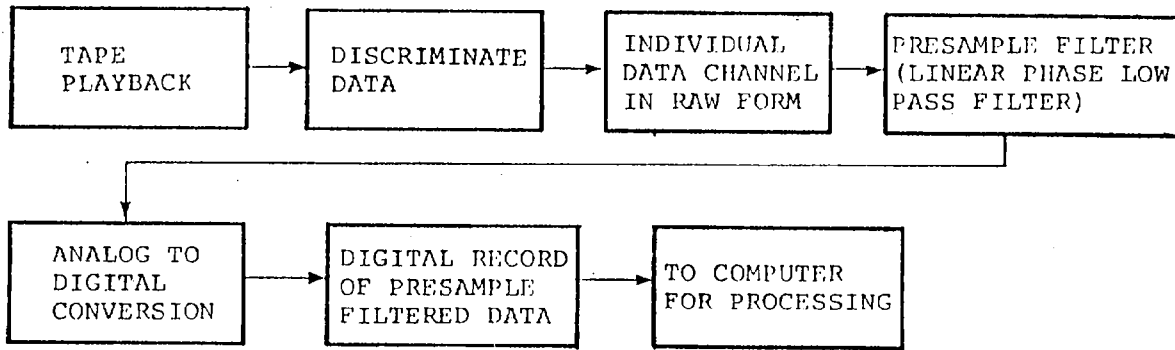 TAPE
PLAYBACK
DISCRIMINATE
DATA
INDIVIDUAL
DATA CHANNEL
IN RAW FORM
PRESAMPLE FILTER
(LINEAR PHASE LOW
PASS FILTER)
ANALOG TO
DIGITAL
CONVERSION
DIGITAL RECORD
OF PRESAMPLE
FILTERED DATA
TO COMPUTER
FOR PROCESSING